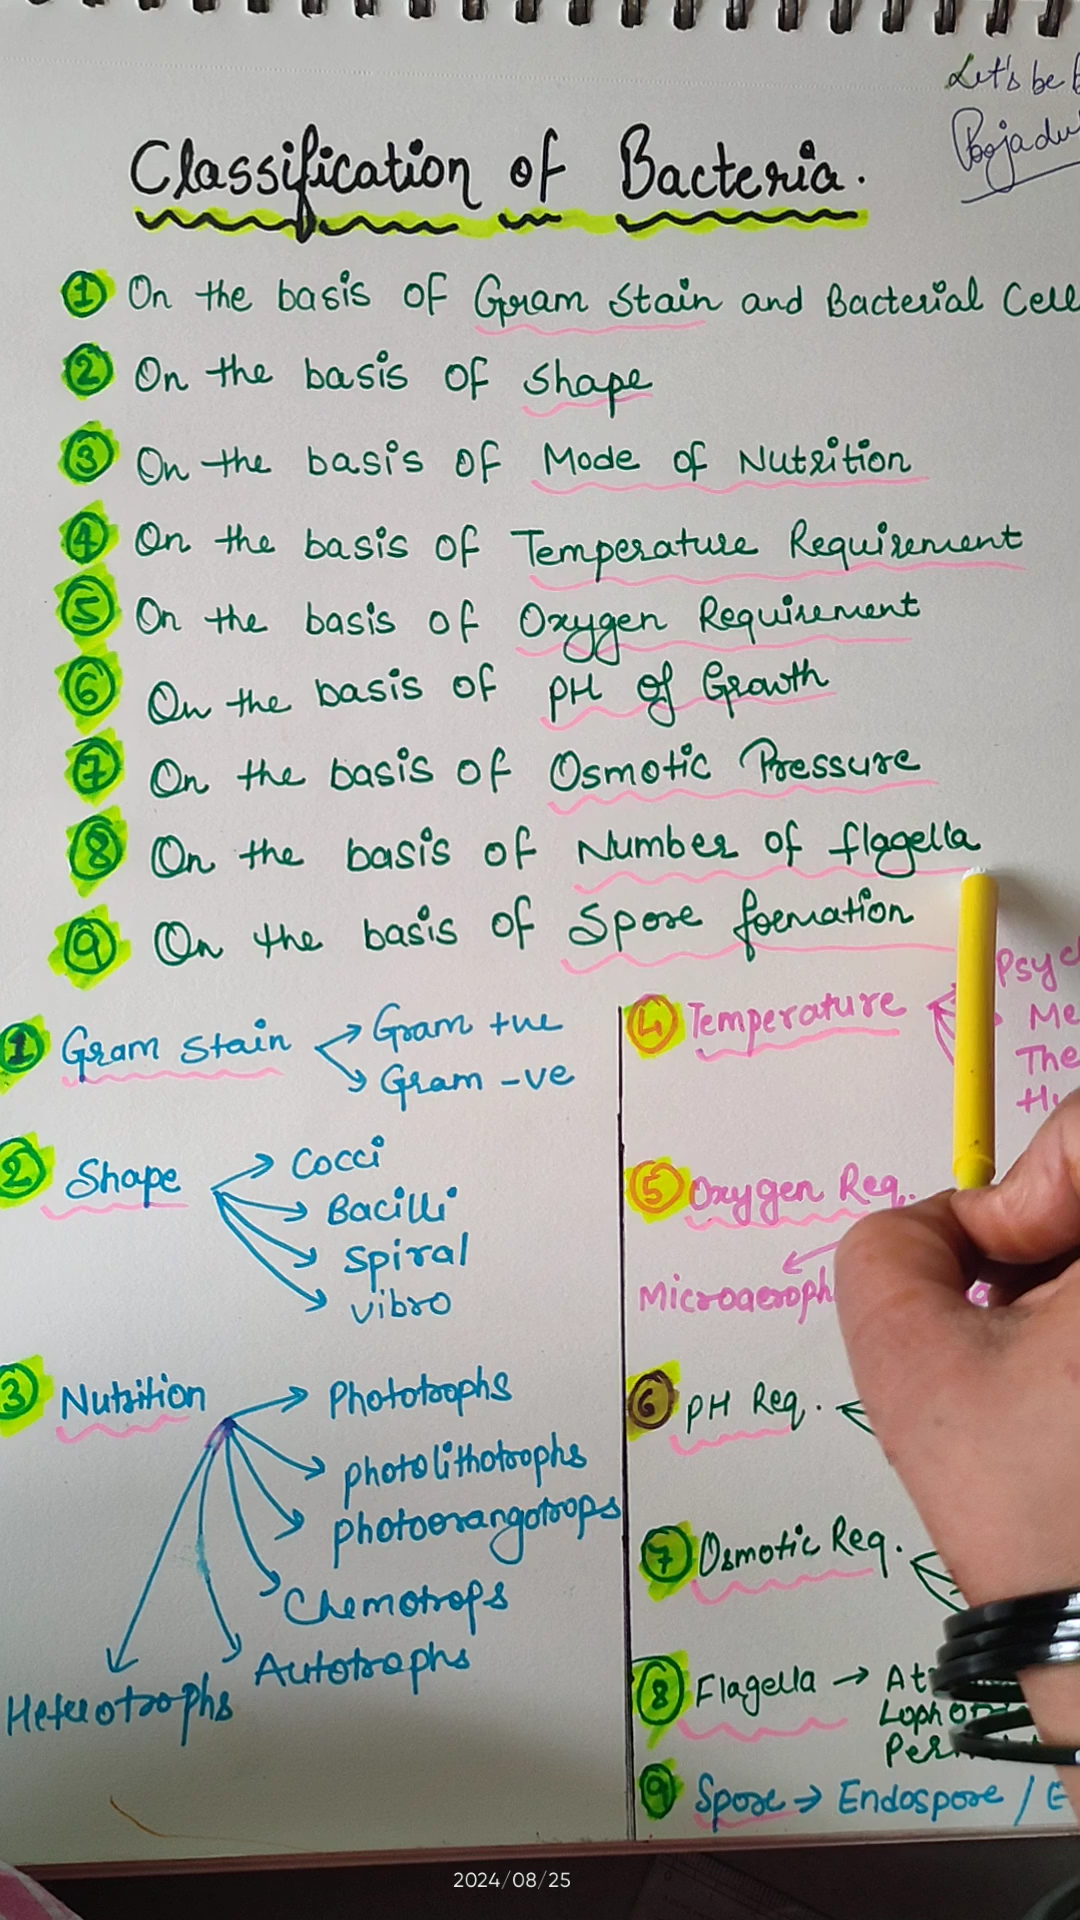 Let's be
Classification of Bacteria.
① On the basis of Gram Stain and Bacterial Cell
② On the basis of Shape
③ On the basis of Mode of Nutrition
④ On the basis of Temperature Requirement
⑤ On the basis of Oxygen Requirement
⑥ On the basis of pH of Growth
⑦ On the basis of Osmotic Pressure
⑧ On the basis of Number of flagella
⑨ On the basis of Spore formation
① Gram Stain → Gram +ve
→ Gram -ve
② Shape → Cocci
→ Bacilli
→ Spiral
→ vibro
③ Nutrition → Phototrophs
→ photolithotrophs
→ photoorangotrops
→ Chemotrops
→ Autotrophs
→ Heterotrophs
④ Temperature
⑤ Oxygen Req.
⑥ PH Req.
⑦ Osmotic Req.
⑧ Flagella →
⑨ Spore → Endospore /
2024/08/25